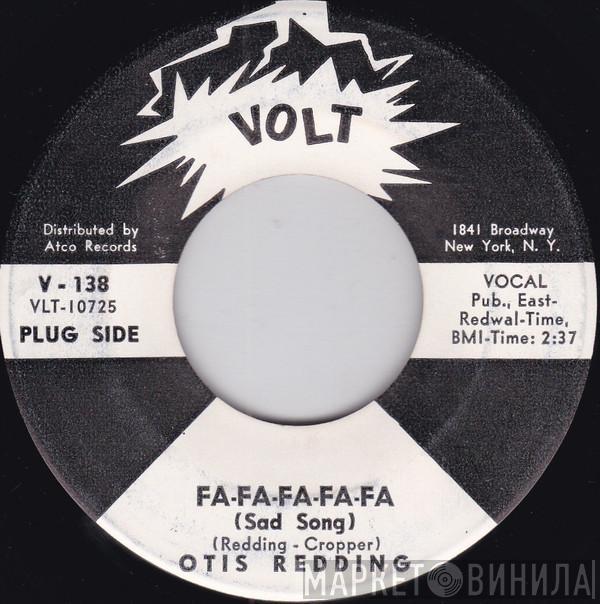 VOLT
Distributed by
Atco Records
1841 Broadway
New York, N. Y.
V - 138
VLT-10725
PLUG SIDE
VOCAL
Pub., East-
Redwal-Time,
BMI-Time: 2:37
FA-FA-FA-FA-FA
(Sad Song)
(Redding - Cropper)
OTIS REDDING
МАРКЕТ ВИНИЛА